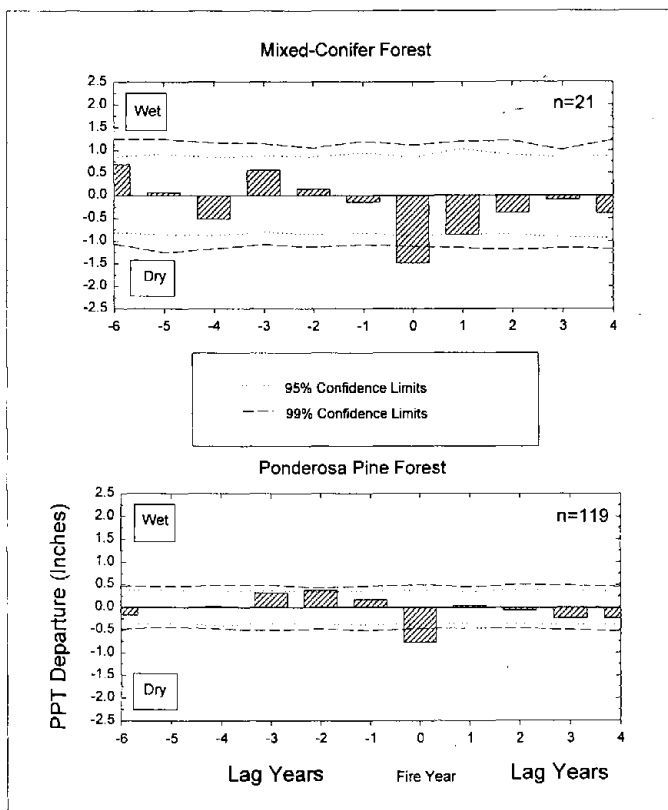 Mixed-Conifer Forest
2.5
2.0
1.5
1.0
0.5
0.0
-0.5
-1.0
-1.5
-2.0
-2.5
Wet
n=21
Dry
-6 -5 -4 -3 -2 -1 0 1 2 3 4
95% Confidence Limits
99% Confidence Limits
Ponderosa Pine Forest
PPT Departure (Inches)
2.5
2.0
1.5
1.0
0.5
0.0
-0.5
-1.0
-1.5
-2.0
-2.5
Wet
n=119
Dry
-6 -5 -4 -3 -2 -1 0 1 2 3 4
Lag Years Fire Year Lag Years